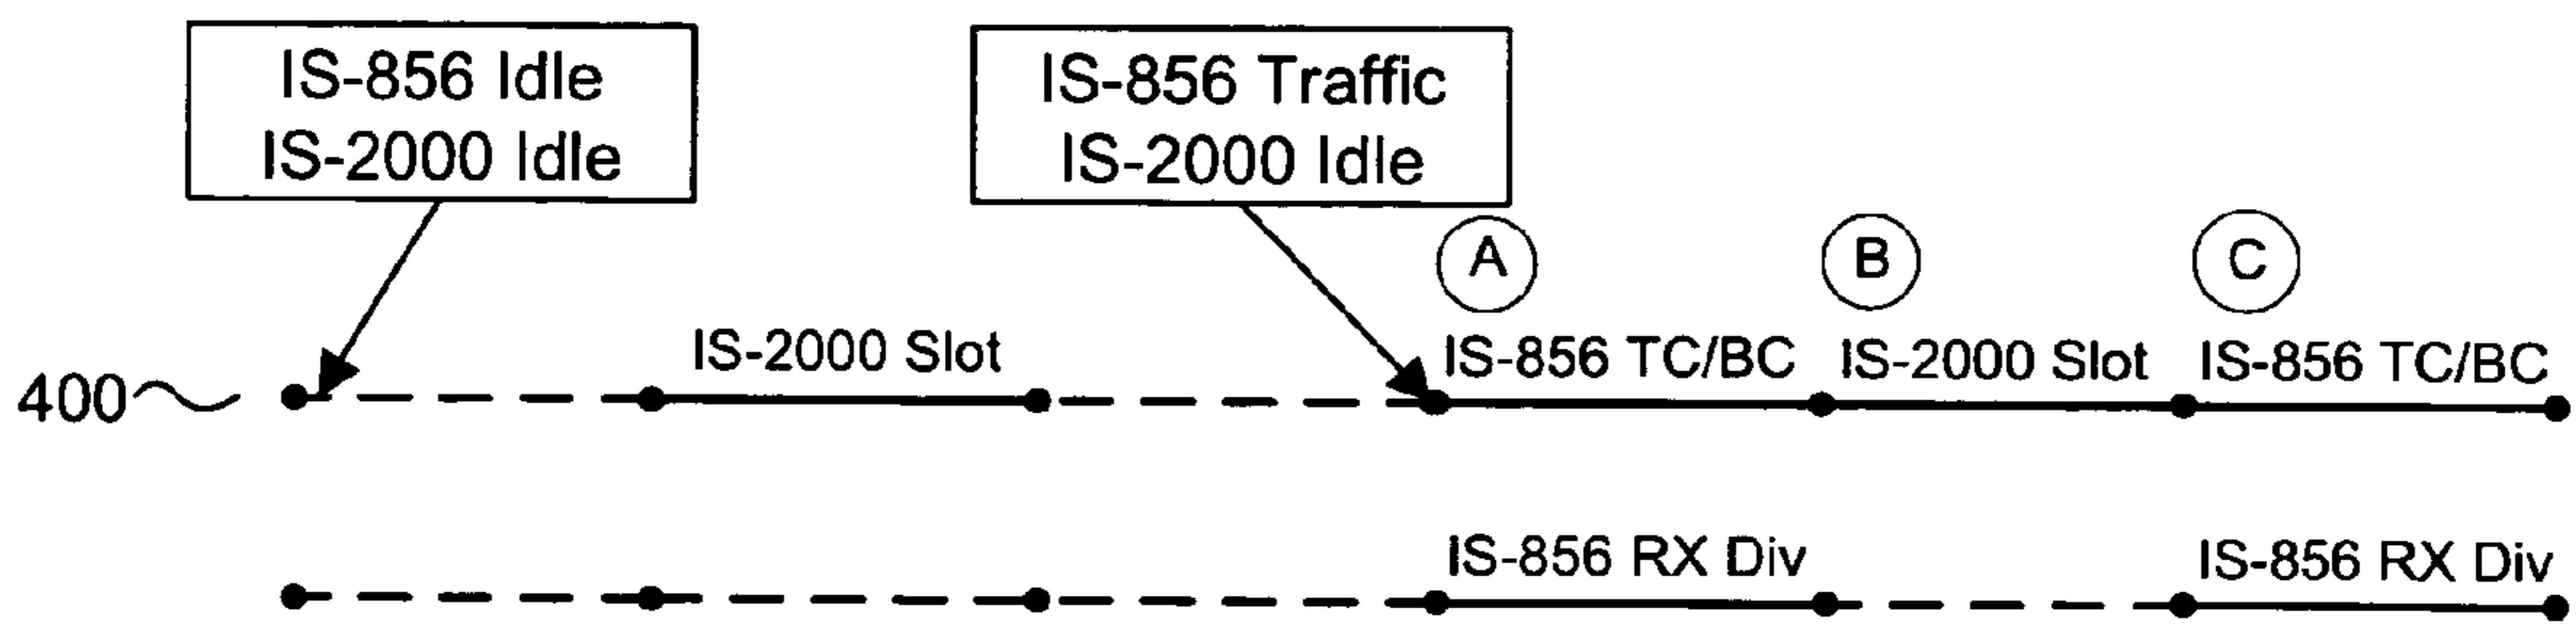 IS-856 Idle
IS-2000 Idle
IS-856 Traffic
IS-2000 Idle
A
B
C
IS-2000 Slot
IS-856 TC/BC
IS-2000 Slot
IS-856 TC/BC
400
IS-856 RX Div
IS-856 RX Div